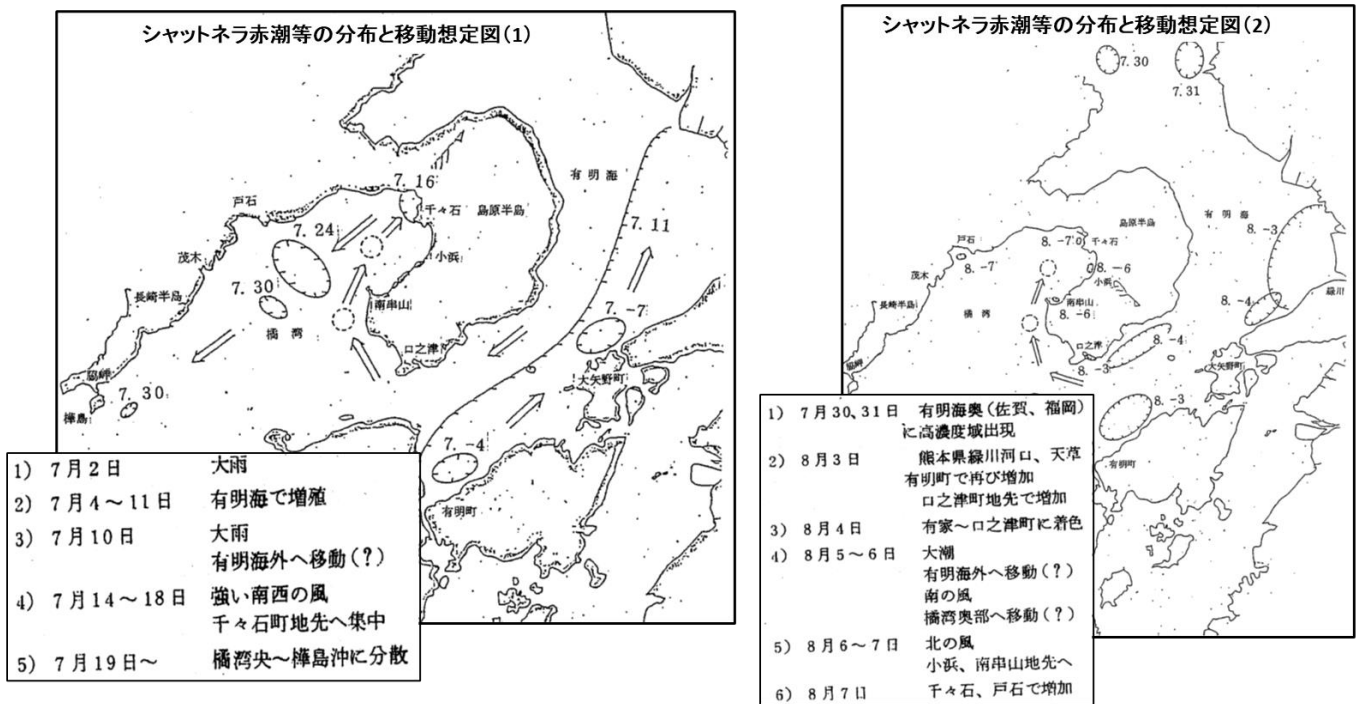 シャットネラ赤潮等の分布と移動想定図(1)
有明海
7.16
戸石
千々石
島原半島
7.24
7.11
茂木
小浜
7.30
長崎半島
南串山
7.-7
橘湾
口之津
脇岬
大矢野町
7.30
樺島
7.-4
有明町
1) 7月2日 大雨
2) 7月4～11日 有明海で増殖
3) 7月10日 大雨
有明海外へ移動(?)
4) 7月14～18日 強い南西の風
千々石町地先へ集中
5) 7月19日～ 橘湾央～樺島沖に分散
シャットネラ赤潮等の分布と移動想定図(2)
7.30
7.31
島原半島
有明海
8.-3
戸石
8.-7
千々石
8.-7
8.-6
茂木
小浜
緑川
長崎半島
南串山
8.-4
橘湾
8.-6
口之津
8.-4
8.-3
大矢野町
脇岬
8.-3
樺島
有明町
1) 7月30,31日 有明海奥(佐賀、福岡)
に高濃度域出現
2) 8月3日 熊本県緑川河口、天草
有明町で再び増加
口之津町地先で増加
3) 8月4日 有家～口之津町に着色
4) 8月5～6日 大潮
有明海外へ移動(?)
南の風
橘湾奥部へ移動(?)
5) 8月6～7日 北の風
小浜、南串山地先へ
6) 8月7日 千々石、戸石で増加